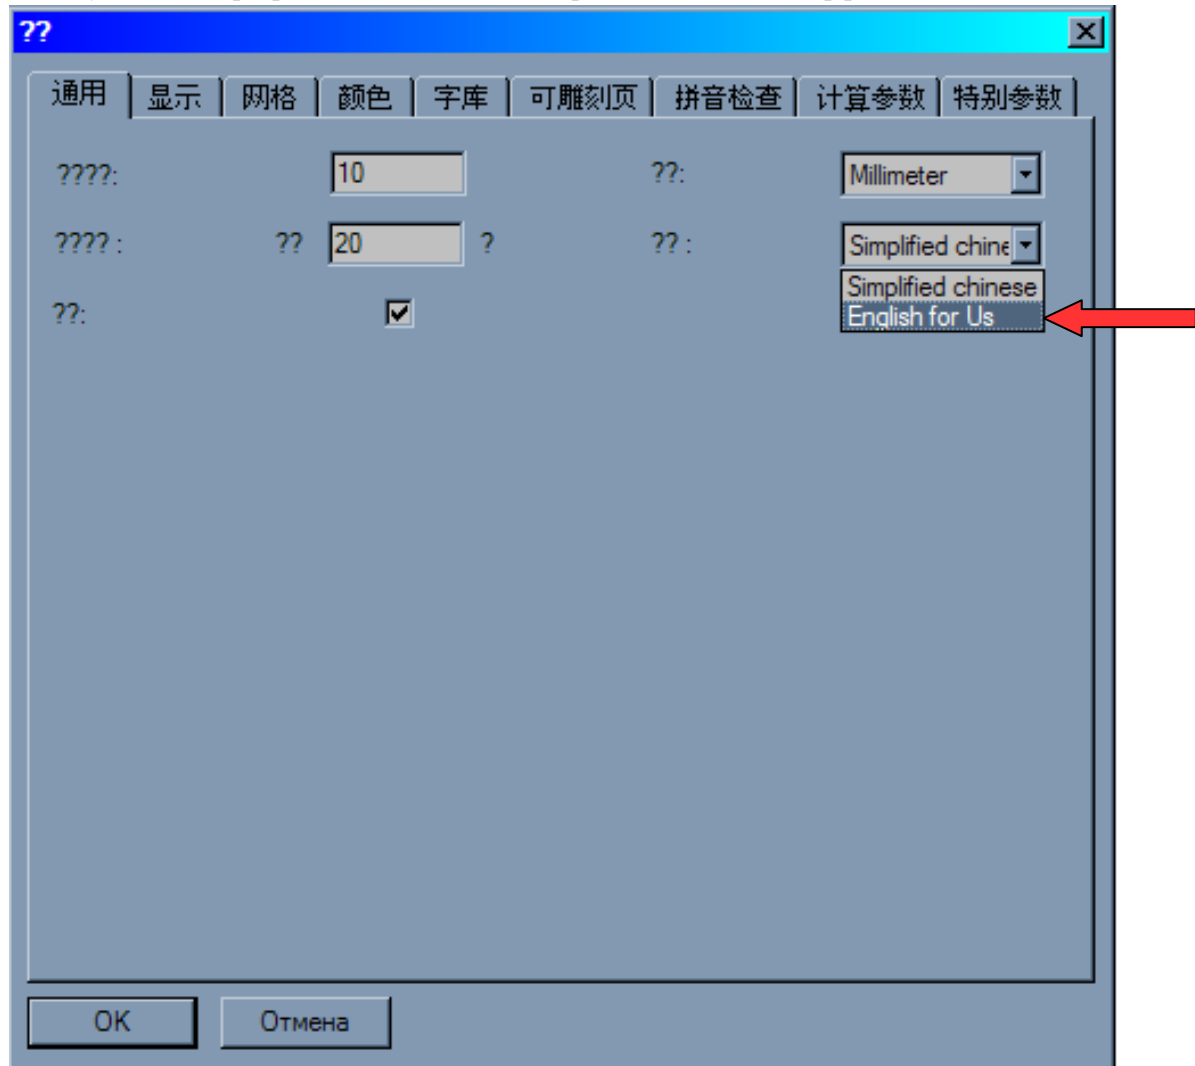 ??
通用 显示 网格 颜色 字库 可雕刻页 拼音检查 计算参数 特别参数
????: 10 ??: Millimeter
???? : ?? 20 ? ?? : Simplified chine
Simplified chinese
??: English for Us
OK Отмена